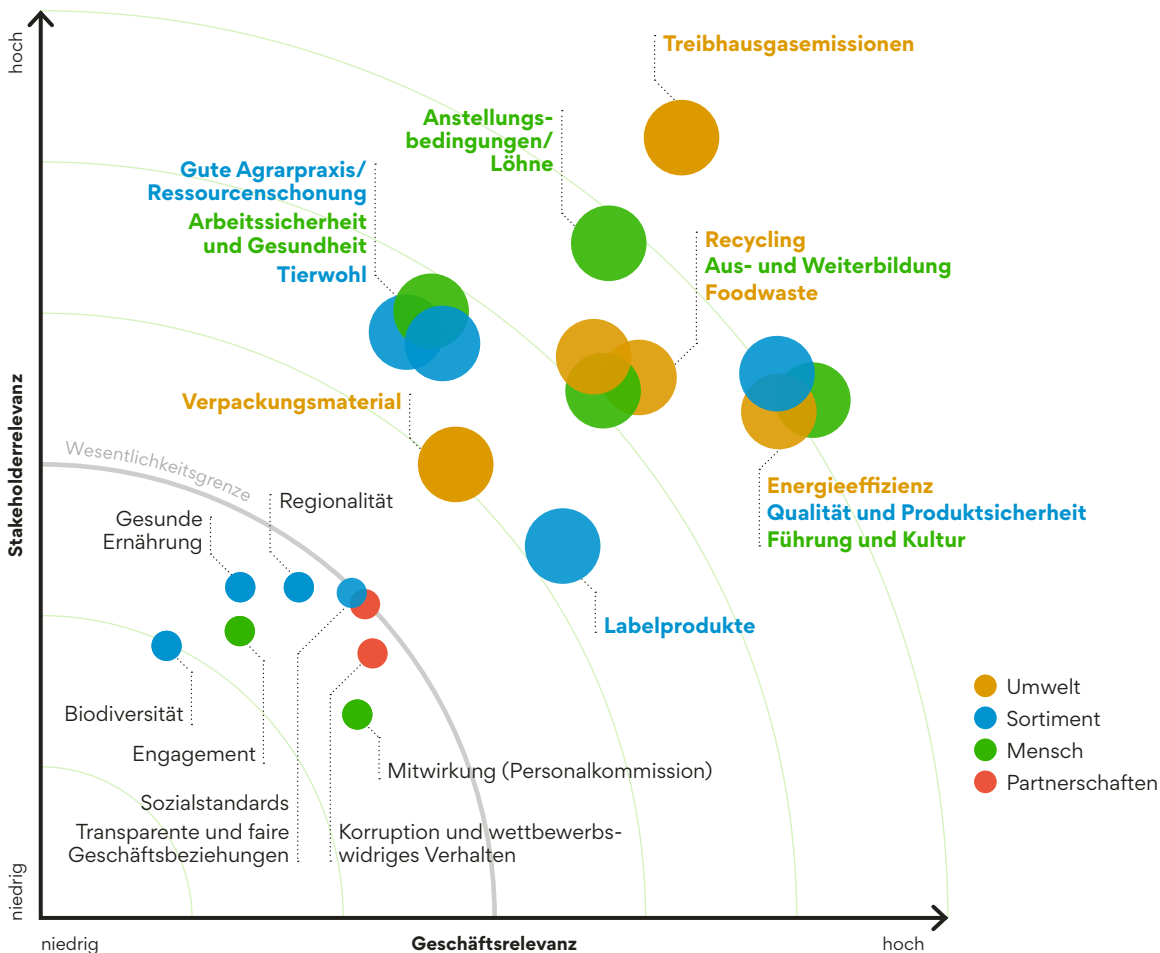 hoch
Treibhausgasemissionen
Anstellungs-
bedingungen/
Löhne
Gute Agrarpraxis/
Ressourcenschonung
Arbeitssicherheit
und Gesundheit
Tierwohl
Recycling
Aus- und Weiterbildung
Foodwaste
Verpackungsmaterial
Stakeholderrelevanz
Wesentlichkeitsgrenze
Regionalität
Gesunde
Ernährung
Energieeffizienz
Qualität und Produktsicherheit
Führung und Kultur
Labelprodukte
Biodiversität
Engagement
Mitwirkung (Personalkommission)
Sozialstandards
Transparente und faire
Geschäftsbeziehungen
Korruption und wettbewerbs-
widriges Verhalten
Umwelt
Sortiment
Mensch
Partnerschaften
niedrig
niedrig
Geschäftsrelevanz
hoch